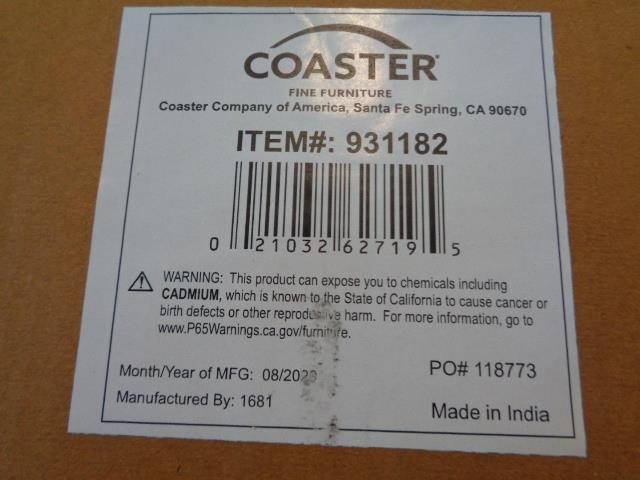 COASTER
FINE FURNITURE
Coaster Company of America, Santa Fe Spring, CA 90670
ITEM#: 931182
0 21032 62719 5
WARNING: This product can expose you to chemicals including
CADMIUM, which is known to the State of California to cause cancer or
birth defects or other reproductive harm. For more information, go to
www.P65Warnings.ca.gov/furniture.
Month/Year of MFG: 08/2023
PO# 118773
Manufactured By: 1681
Made in India